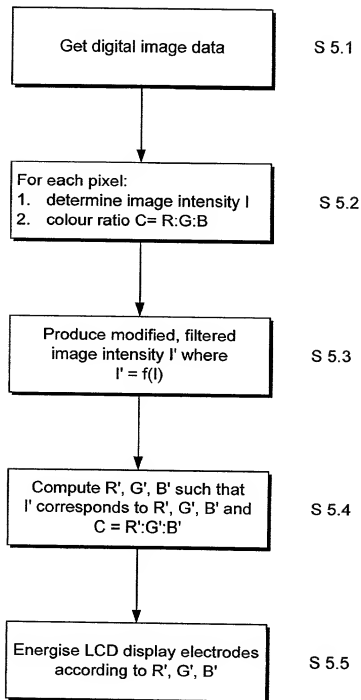 Get digital image data
S 5.1
For each pixel:
1. determine image intensity I
2. colour ratio C= R:G:B
S 5.2
Produce modified, filtered
image intensity I' where
I' = f(I)
S 5.3
Compute R', G', B' such that
I' corresponds to R', G', B' and
C = R':G':B'
S 5.4
Energise LCD display electrodes
according to R', G', B'
S 5.5